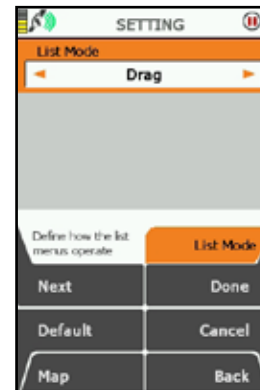 SETTING
List Mode
Drag
Define how the list
menus operate
List Mode
Next
Done
Default
Cancel
Map
Back